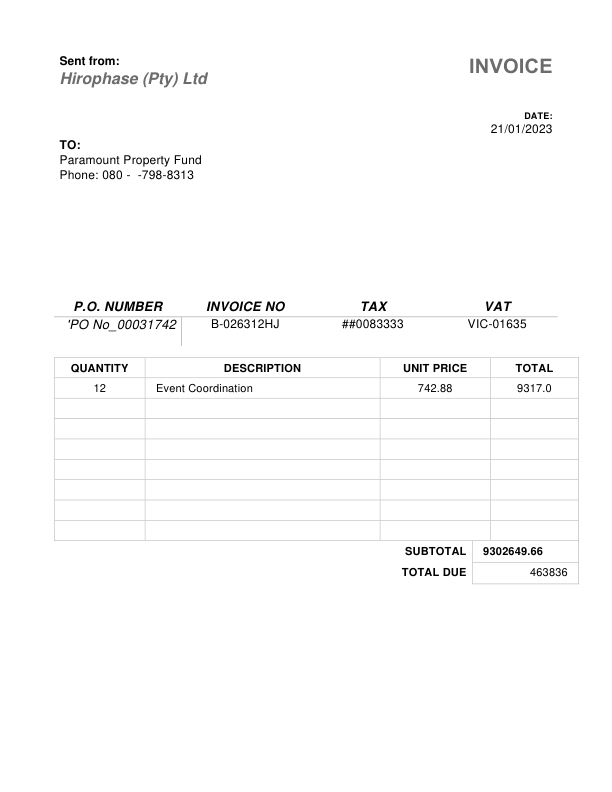 Sent from:
Hirophase (Pty) Ltd
INVOICE
DATE:
21/01/2023
TO:
Paramount Property Fund
Phone: 080 -  -798-8313
P.O. NUMBER INVOICE NO TAX VAT
'PO No_00031742 B-026312HJ ##0083333 VIC-01635
QUANTITY DESCRIPTION UNIT PRICE TOTAL
12 Event Coordination 742.88 9317.0
SUBTOTAL 9302649.66
TOTAL DUE 463836